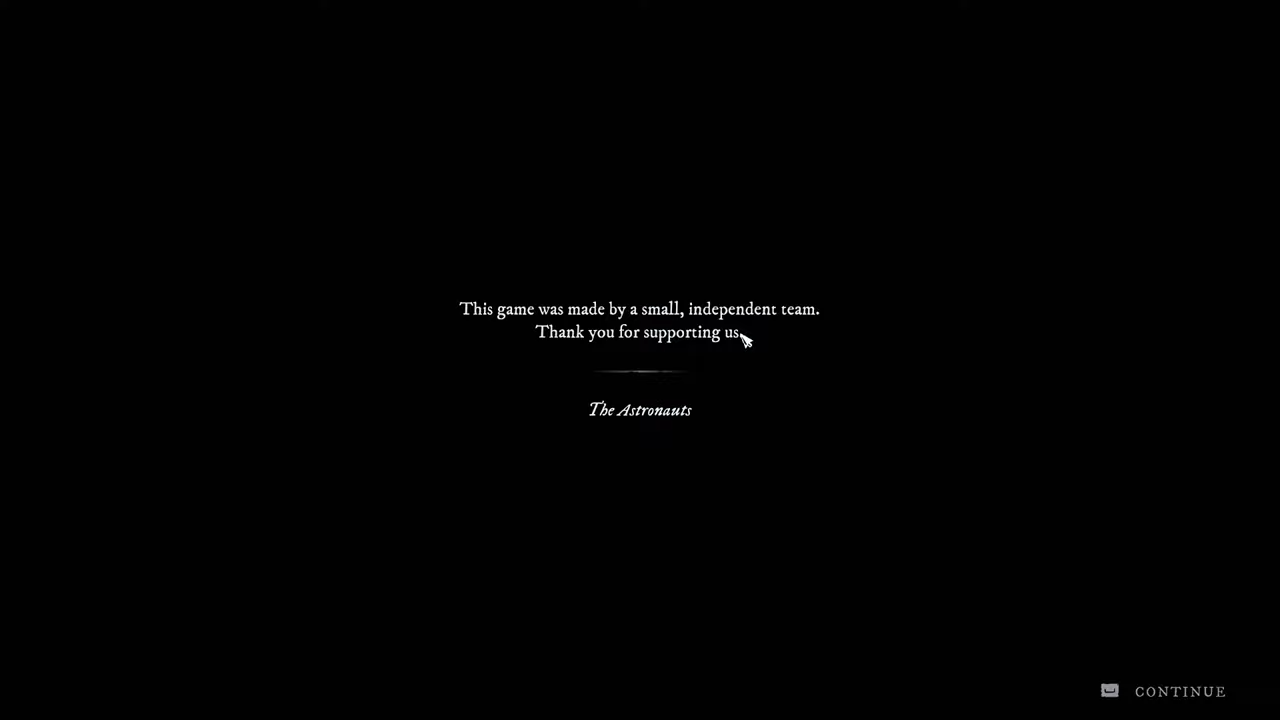 This game was made by a small, independent team.
Thank you for supporting us.
The Astronauts
CONTINUE